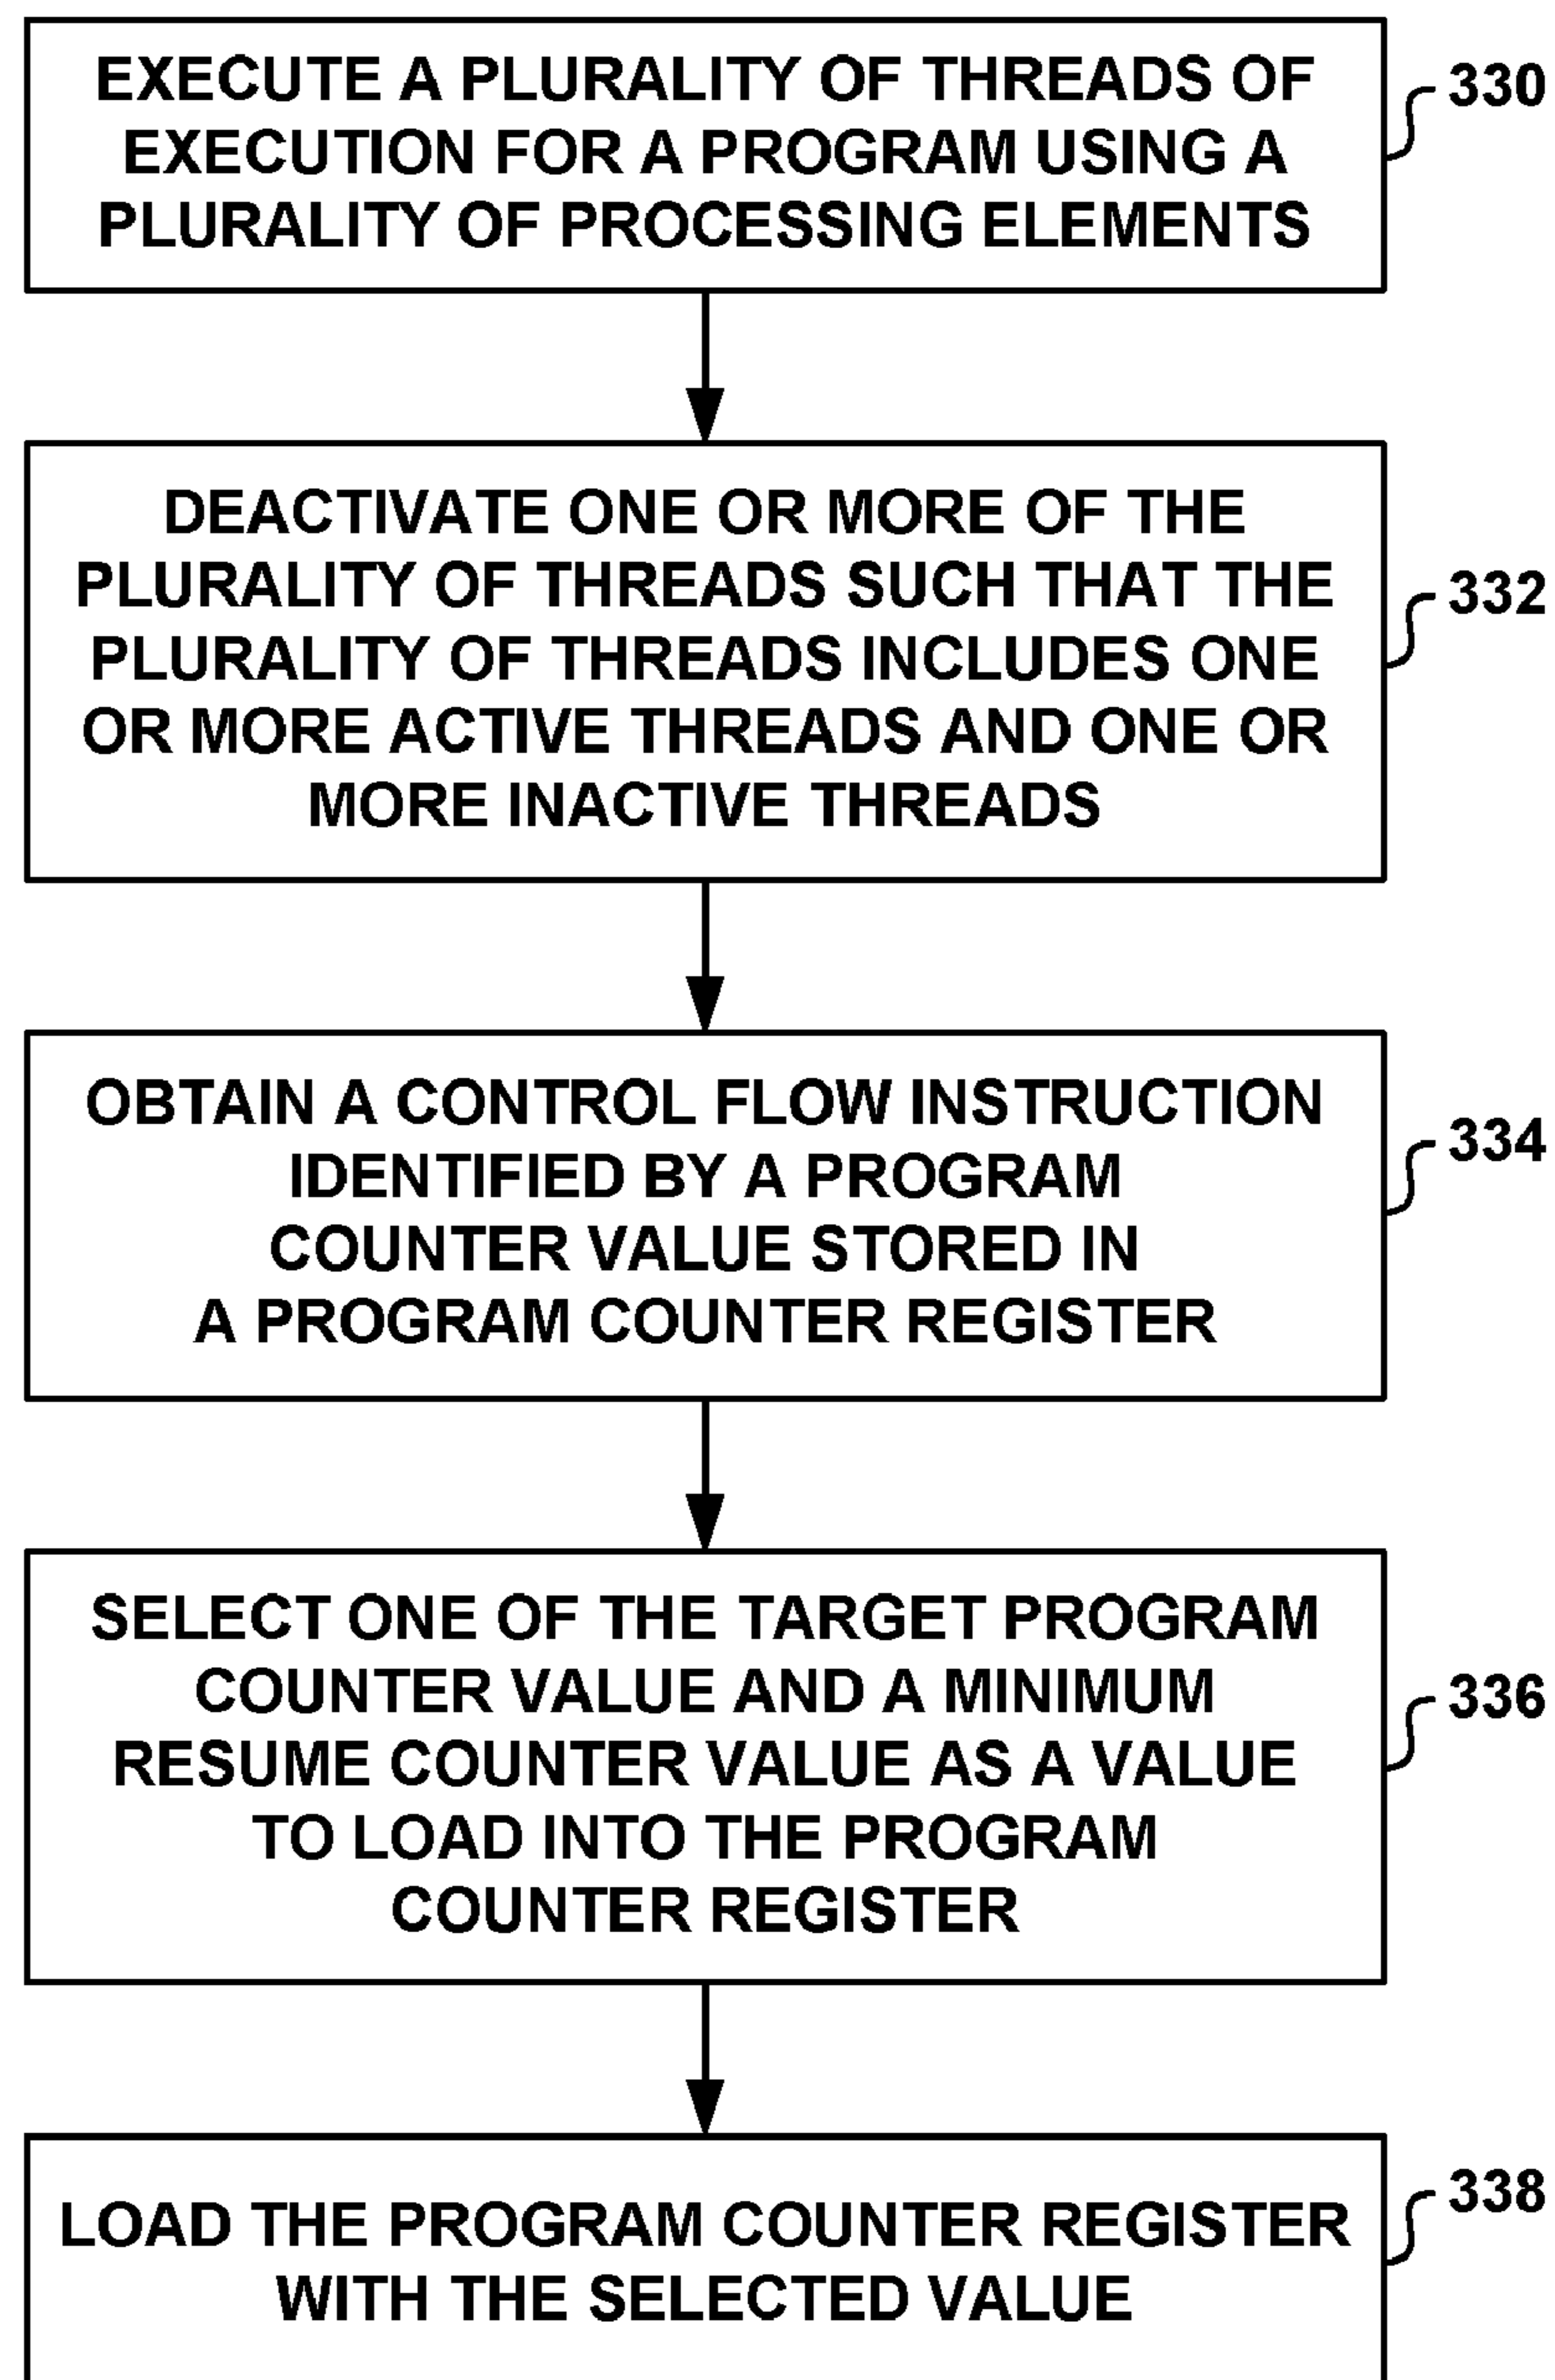 EXECUTE A PLURALITY OF THREADS OF
EXECUTION FOR A PROGRAM USING A
PLURALITY OF PROCESSING ELEMENTS
330
DEACTIVATE ONE OR MORE OF THE
PLURALITY OF THREADS SUCH THAT THE
PLURALITY OF THREADS INCLUDES ONE
OR MORE ACTIVE THREADS AND ONE OR
MORE INACTIVE THREADS
332
OBTAIN A CONTROL FLOW INSTRUCTION
IDENTIFIED BY A PROGRAM
COUNTER VALUE STORED IN
A PROGRAM COUNTER REGISTER
334
SELECT ONE OF THE TARGET PROGRAM
COUNTER VALUE AND A MINIMUM
RESUME COUNTER VALUE AS A VALUE
TO LOAD INTO THE PROGRAM
COUNTER REGISTER
336
LOAD THE PROGRAM COUNTER REGISTER
WITH THE SELECTED VALUE
338